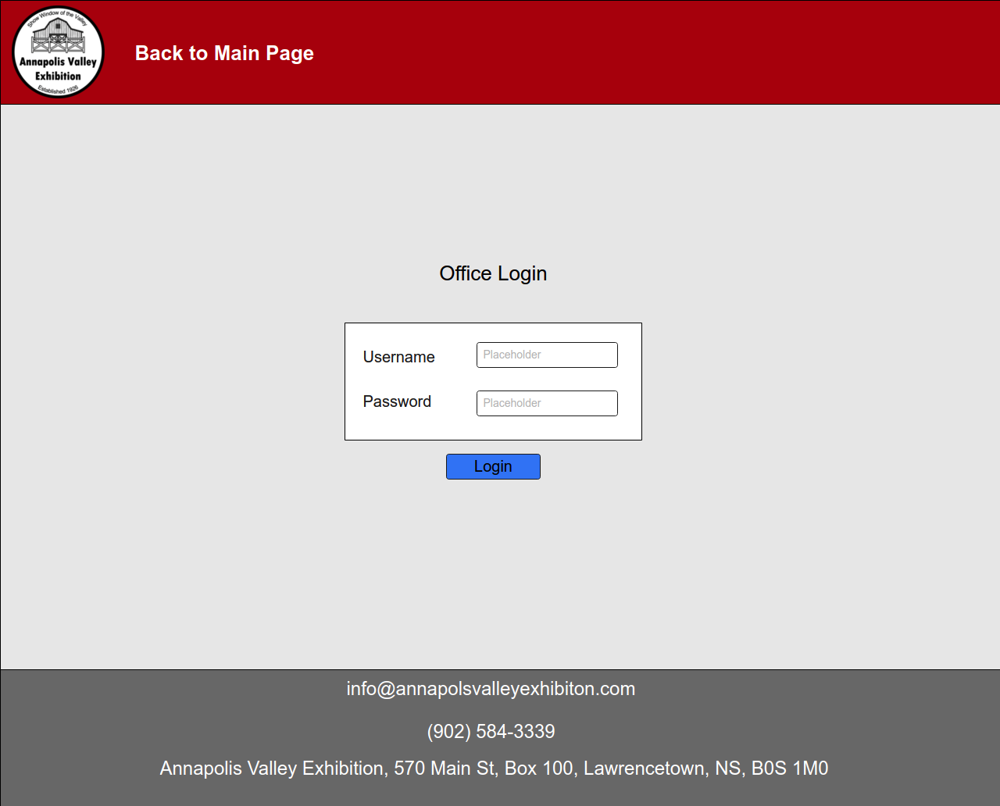 Show Window of the Valley
Annapolis Valley
Exhibition
Established 1926
Back to Main Page
Office Login
Username
Placeholder
Password
Placeholder
Login
info@annapolsvalleyexhibiton.com
(902) 584-3339
Annapolis Valley Exhibition, 570 Main St, Box 100, Lawrencetown, NS, B0S 1M0